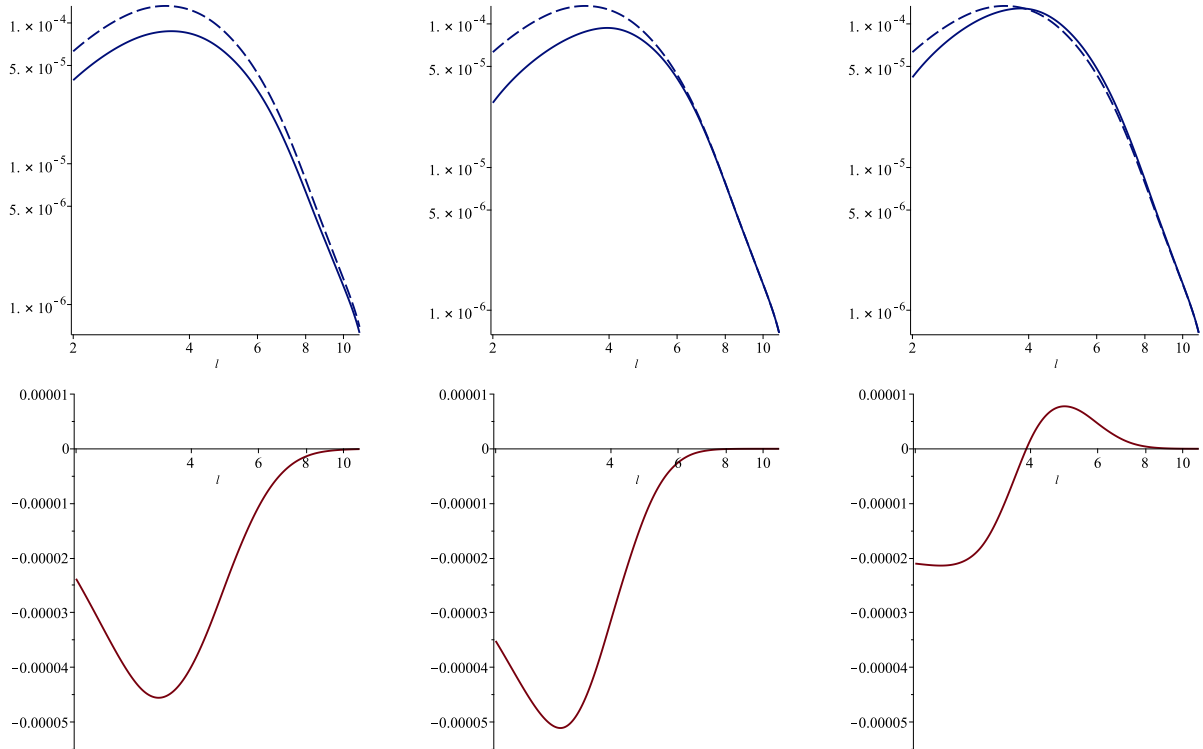 1. × 10⁻⁴
5. × 10⁻⁵
1. × 10⁻⁵
5. × 10⁻⁶
1. × 10⁻⁶
2 4 6 8 10
l
1. × 10⁻⁴
5. × 10⁻⁵
1. × 10⁻⁵
5. × 10⁻⁶
1. × 10⁻⁶
2 4 6 8 10
l
1. × 10⁻⁴
5. × 10⁻⁵
1. × 10⁻⁵
5. × 10⁻⁶
1. × 10⁻⁶
2 4 6 8 10
l
0.00001
0
4 6 8 10
l
−0.00001
−0.00002
−0.00003
−0.00004
−0.00005
0.00001
0
4 6 8 10
l
−0.00001
−0.00002
−0.00003
−0.00004
−0.00005
0.00001
0
4 6 8 10
l
−0.00001
−0.00002
−0.00003
−0.00004
−0.00005